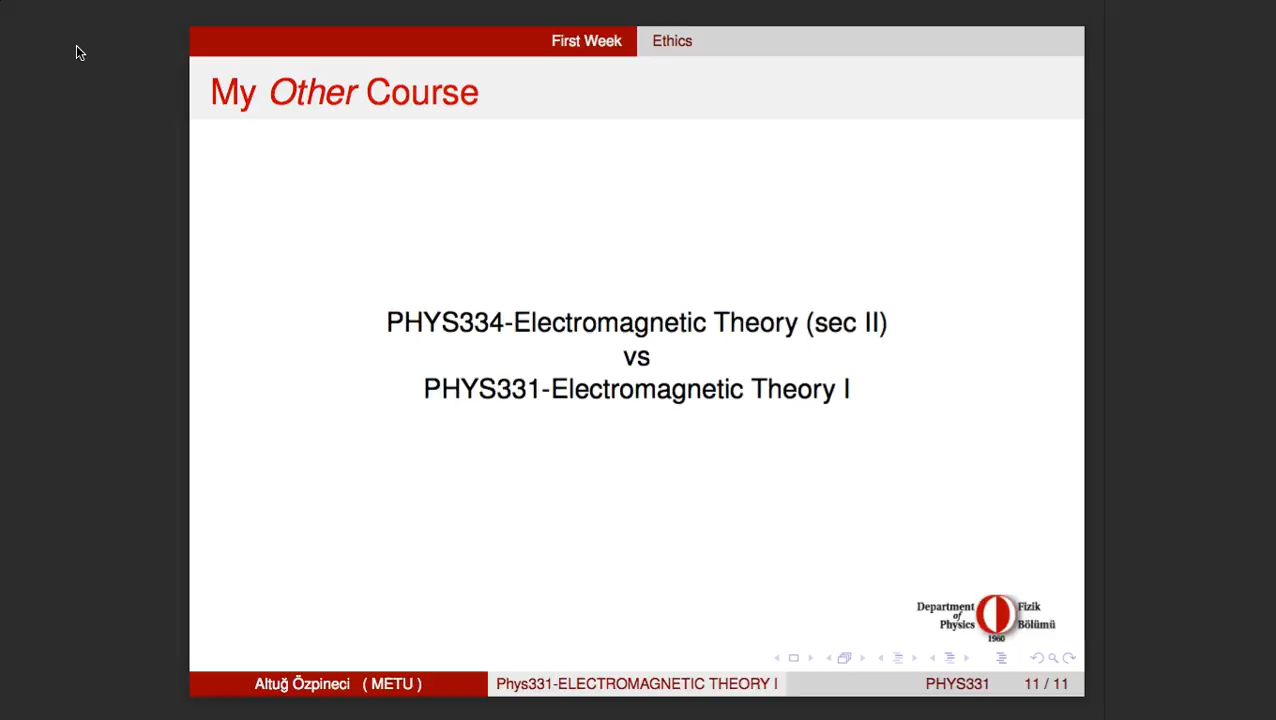 First Week
Ethics
My Other Course
PHYS334-Electromagnetic Theory (sec II)
vs
PHYS331-Electromagnetic Theory I
Department of Physics
Fizik Bölümü
1960
Altuğ Özpineci ( METU )
Phys331-ELECTROMAGNETIC THEORY I
PHYS331
11 / 11